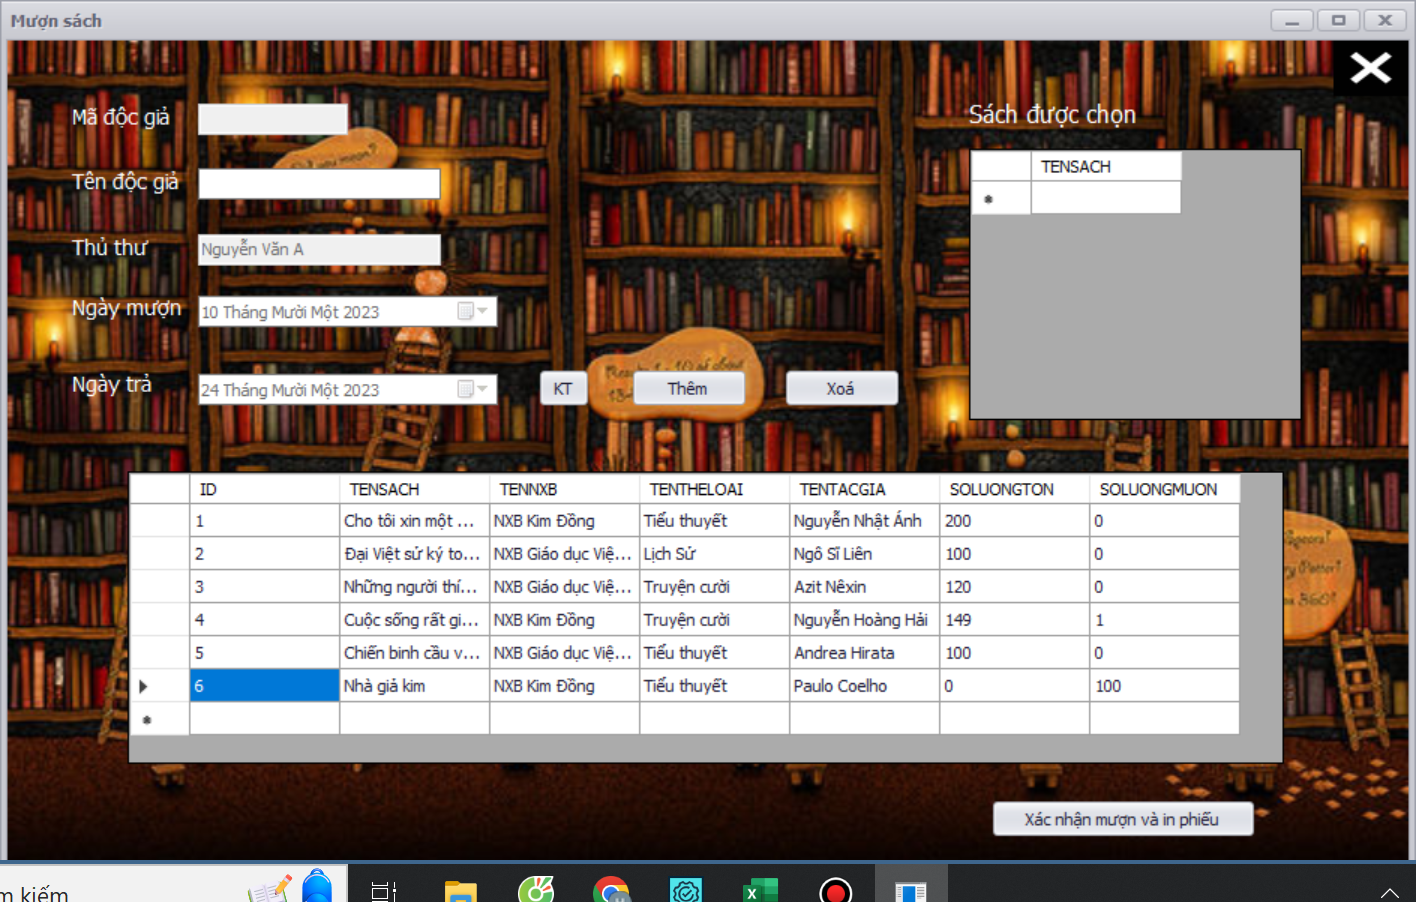 Mượn sách
Mã độc giả
Sách được chọn
TENSACH
Tên độc giả
Thủ thư
Nguyễn Văn A
Ngày mượn
10 Tháng Mười Một 2023
Ngày trả
24 Tháng Mười Một 2023
KT
Thêm
Xoá
ID TENSACH TENNXB TENTHELOAI TENTACGIA SOLUONGTON SOLUONGMUON
1 Cho tôi xin một ... NXB Kim Đồng Tiểu thuyết Nguyễn Nhật Ánh 200 0
2 Đại Việt sử ký to... NXB Giáo dục Việ... Lịch Sử Ngô Sĩ Liên 100 0
3 Những người thí... NXB Giáo dục Việ... Truyện cười Azit Nêxin 120 0
4 Cuộc sống rất gi... NXB Kim Đồng Truyện cười Nguyễn Hoàng Hải 149 1
5 Chiến binh cầu v... NXB Giáo dục Việ... Tiểu thuyết Andrea Hirata 100 0
6 Nhà giả kim NXB Kim Đồng Tiểu thuyết Paulo Coelho 0 100
Xác nhận mượn và in phiếu
m kiếm